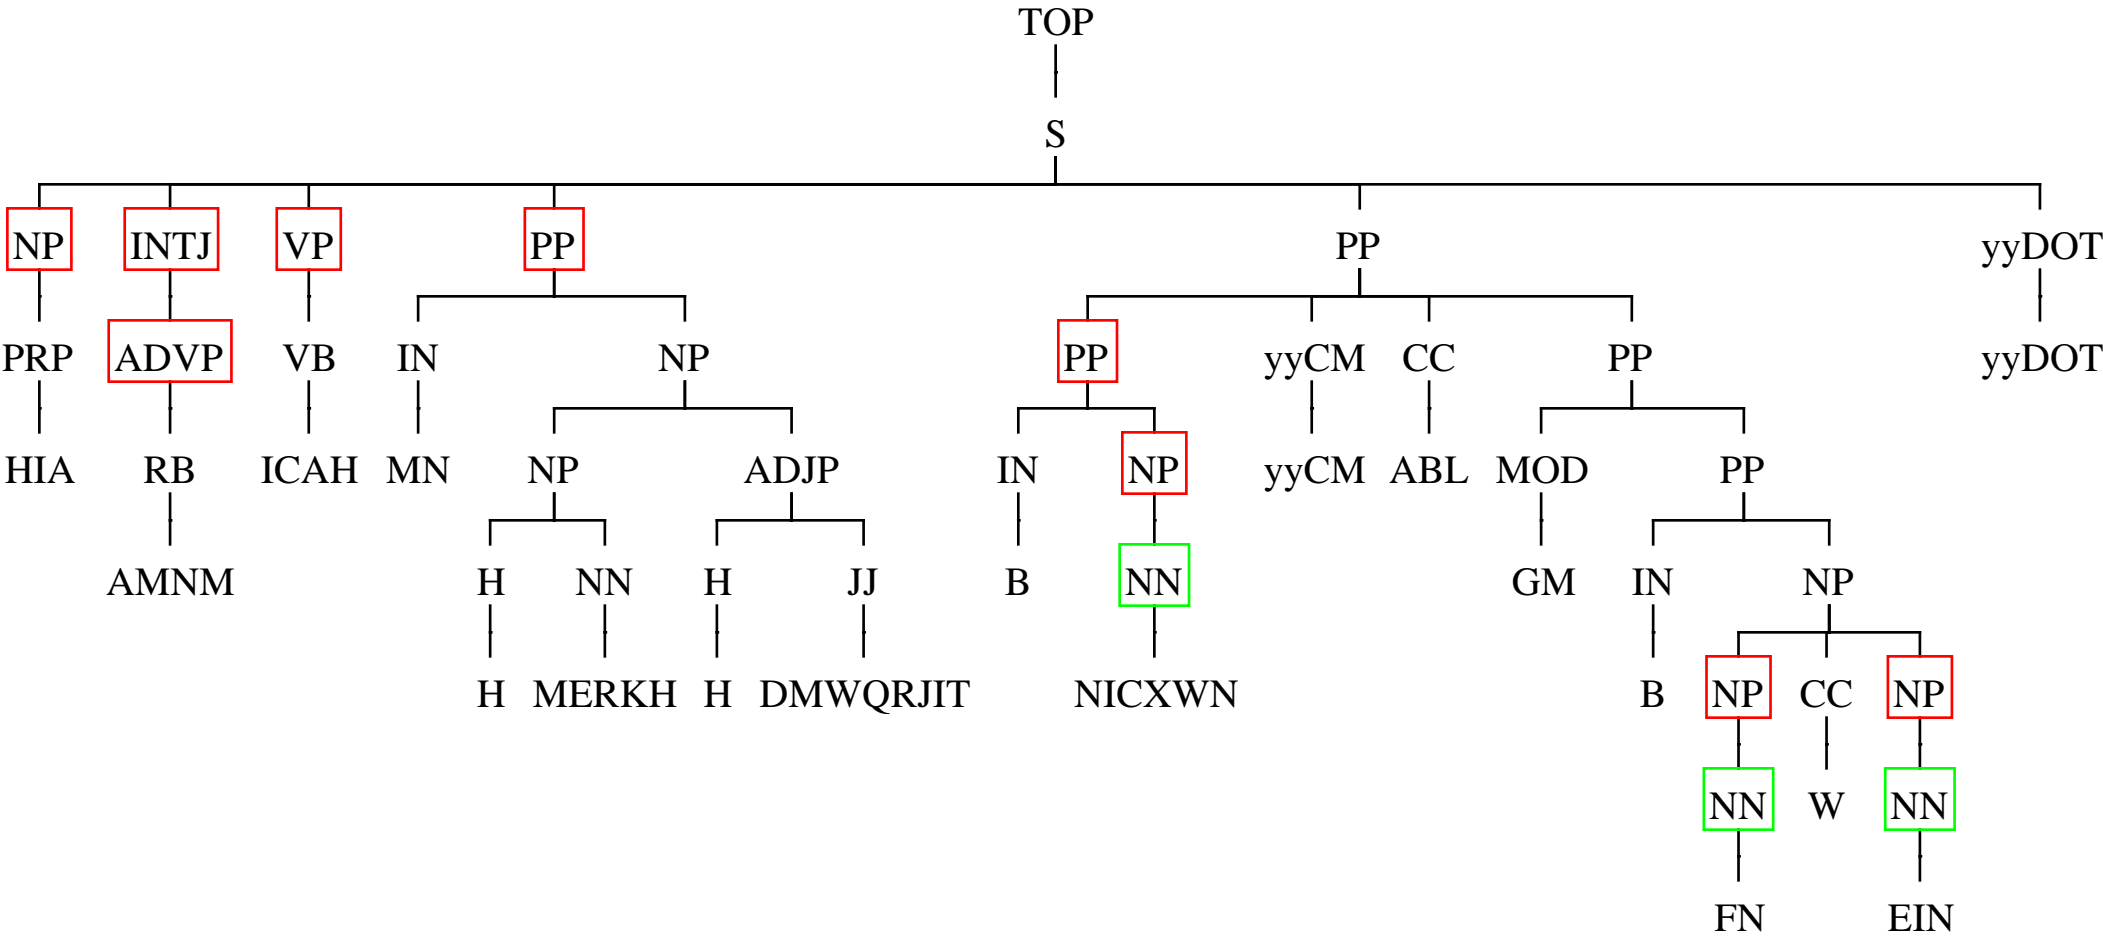 TOP
S
NP INTJ VP PP PP yyDOT
PRP ADVP VB IN NP PP yyCM CC PP yyDOT
HIA RB ICAH MN NP ADJP IN NP yyCM ABL MOD PP
AMNM H NN H JJ B NN GM IN NP
H MERKH H DMWQRJIT NICXWN B NP CC NP
NN W NN
FN EIN